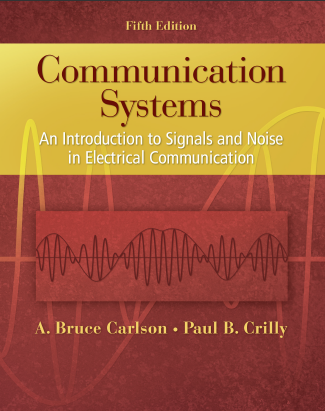 Fifth Edition
Communication
Systems
An Introduction to Signals and Noise
in Electrical Communication
A. Bruce Carlson • Paul B. Crilly